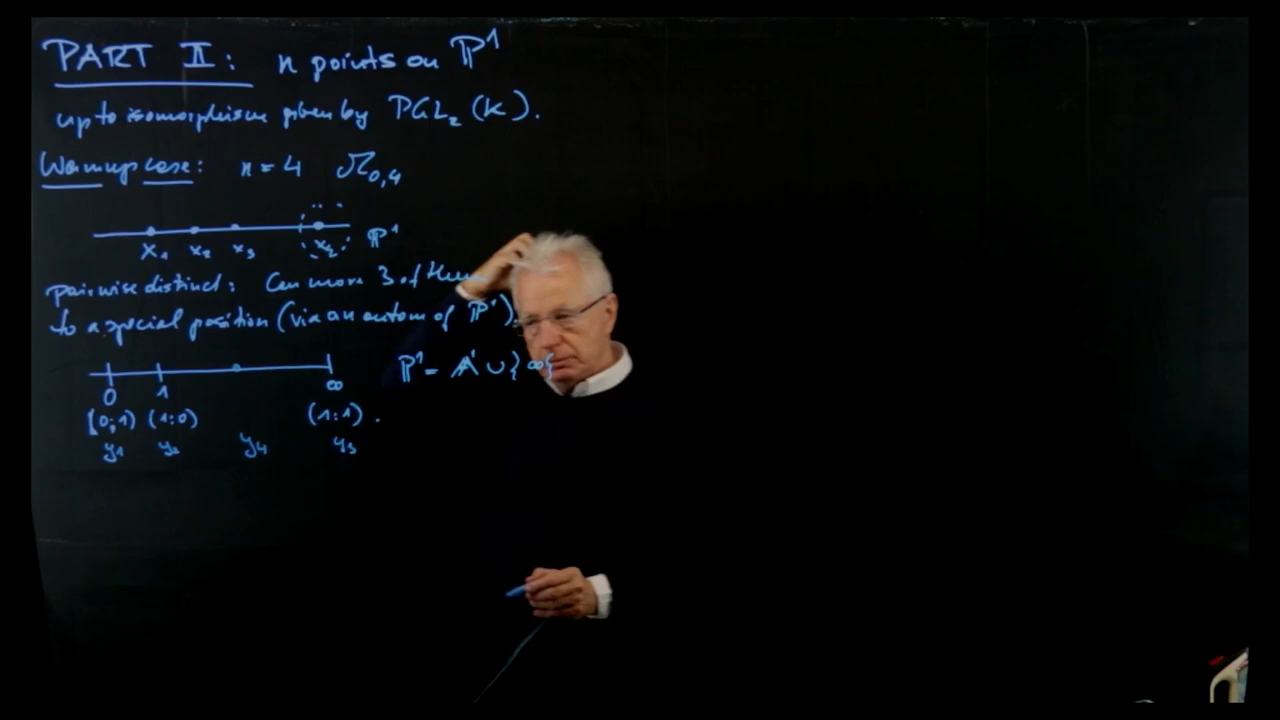 PART II: n points on ℙ¹
up to isomorphism given by PGL₂(K).
Warmup case: n = 4 𝓜₀,₄
x₁ x₂ x₃ x₂ ℙ¹
pairwise distinct: Can move 3 of them
to a special position (via an autom of ℙ¹)
0 1 ∞ ℙ¹ = 𝔸¹ ∪ }∞{
(0:1) (1:0) (1:1).
y₁ y₂ y₄ y₃